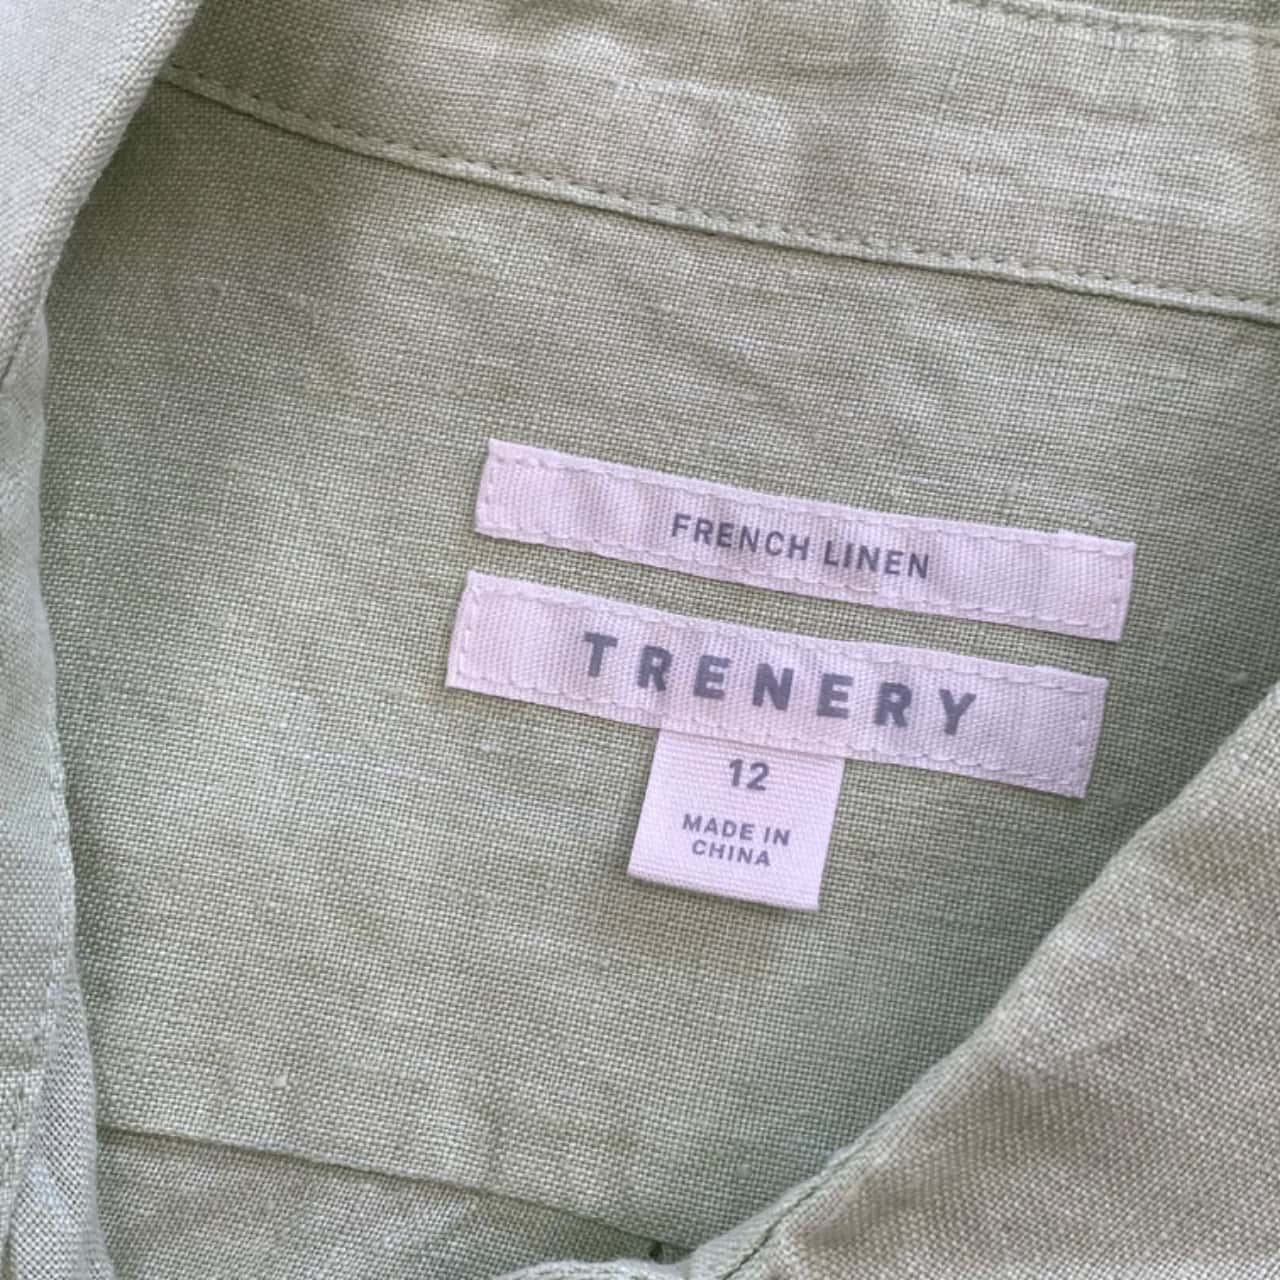 FRENCH LINEN
TRENERY
12
MADE IN
CHINA